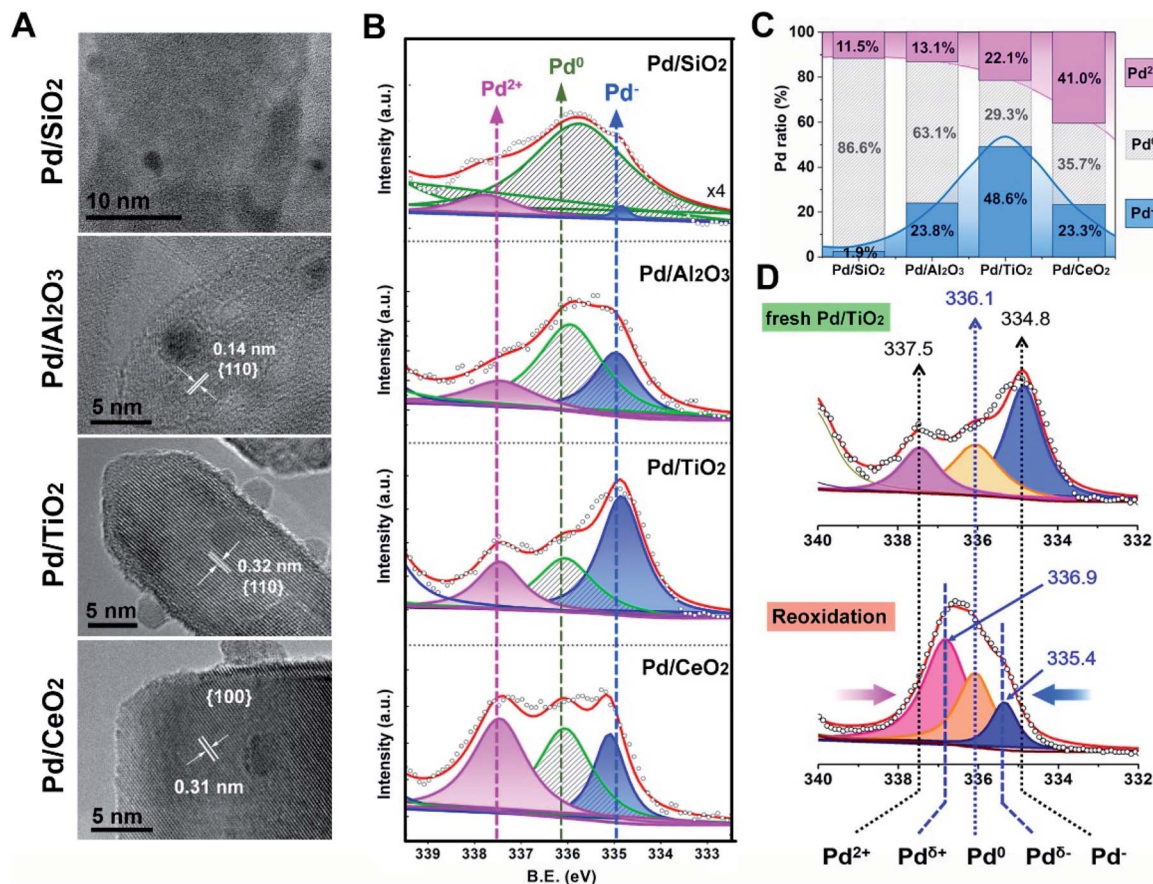 A
Pd/SiO2
10 nm
Pd/Al2O3
0.14 nm
{110}
5 nm
Pd/TiO2
0.32 nm
{110}
5 nm
Pd/CeO2
{100}
0.31 nm
5 nm
B
Pd/SiO2
Pd2+
Pd0
Pd-
x4
Intensity (a.u.)
Pd/Al2O3
Intensity (a.u.)
Pd/TiO2
Intensity (a.u.)
Pd/CeO2
Intensity (a.u.)
339 338 337 336 335 334 333
B.E. (eV)
C
Pd ratio (%)
100
80
60
40
20
0
11.5% 13.1% 22.1% 41.0%
86.6% 63.1% 29.3% 35.7%
1.9% 23.8% 48.6% 23.3%
Pd/SiO2 Pd/Al2O3 Pd/TiO2 Pd/CeO2
Pd2
Pd
Pd
D
fresh Pd/TiO2
337.5
336.1
334.8
340 338 336 334 332
Reoxidation
336.9
335.4
340 338 336 334 332
Pd2+ Pdδ+ Pd0 Pdδ- Pd-